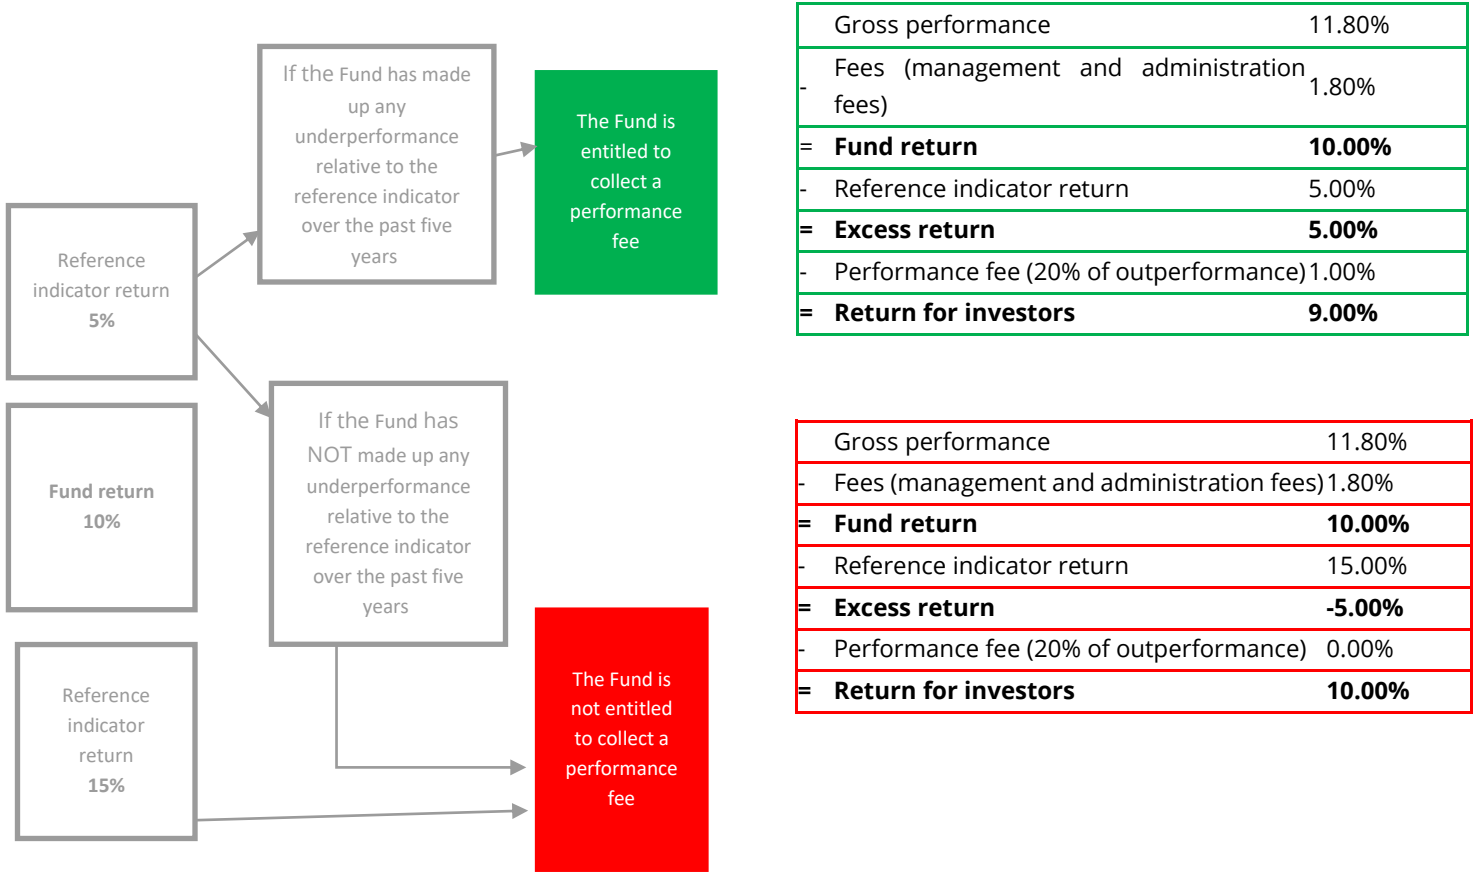 If the Fund has made
up any
underperformance
relative to the
reference indicator
over the past five
years
The Fund is
entitled to
collect a
performance
fee
Reference
indicator return
5%
If the Fund has
NOT made up any
underperformance
relative to the
reference indicator
over the past five
years
Fund return
10%
Reference
indicator
return
15%
The Fund is
not entitled
to collect a
performance
fee
Gross performance 11.80%
- Fees (management and administration
fees) 1.80%
= Fund return 10.00%
- Reference indicator return 5.00%
= Excess return 5.00%
- Performance fee (20% of outperformance) 1.00%
= Return for investors 9.00%
Gross performance 11.80%
- Fees (management and administration fees) 1.80%
= Fund return 10.00%
- Reference indicator return 15.00%
= Excess return -5.00%
- Performance fee (20% of outperformance) 0.00%
= Return for investors 10.00%